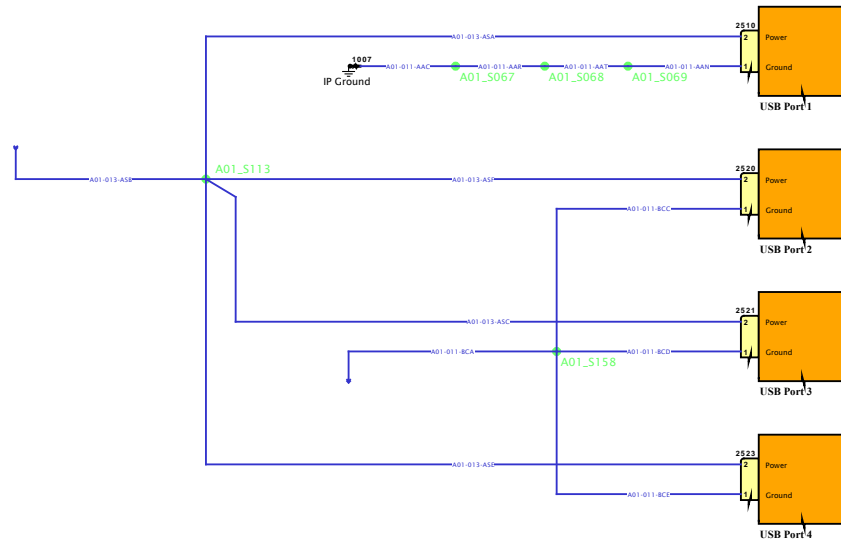 2510
A01-013-ASA
2
Power
1007
A01-011-AAC
A01-011-AAR
A01-011-AAT
A01-011-AAN
1
Ground
IP Ground
A01_S067
A01_S068
A01_S069
USB Port 1
A01_S113
2520
A01-013-ASB
A01-013-ASF
2
Power
A01-011-BCC
1
Ground
USB Port 2
2521
A01-013-ASC
2
Power
A01-011-BCA
A01-011-BCD
1
Ground
A01_S158
USB Port 3
2523
A01-013-ASE
2
Power
A01-011-BCE
1
Ground
USB Port 4